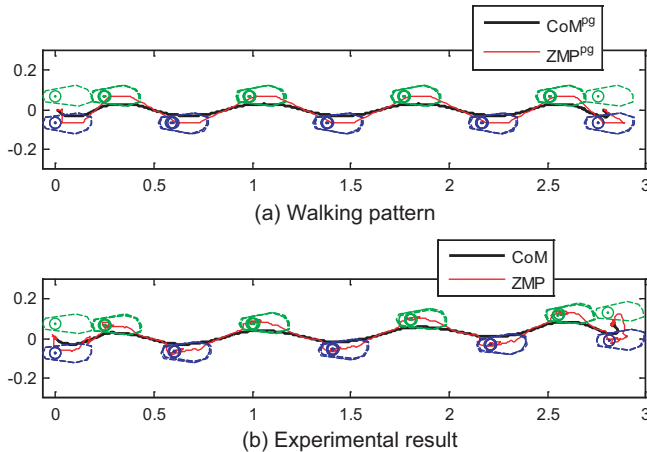 CoM^pg
ZMP^pg
0.2
0
-0.2
0 0.5 1 1.5 2 2.5 3
(a) Walking pattern
CoM
ZMP
0.2
0
-0.2
0 0.5 1 1.5 2 2.5 3
(b) Experimental result